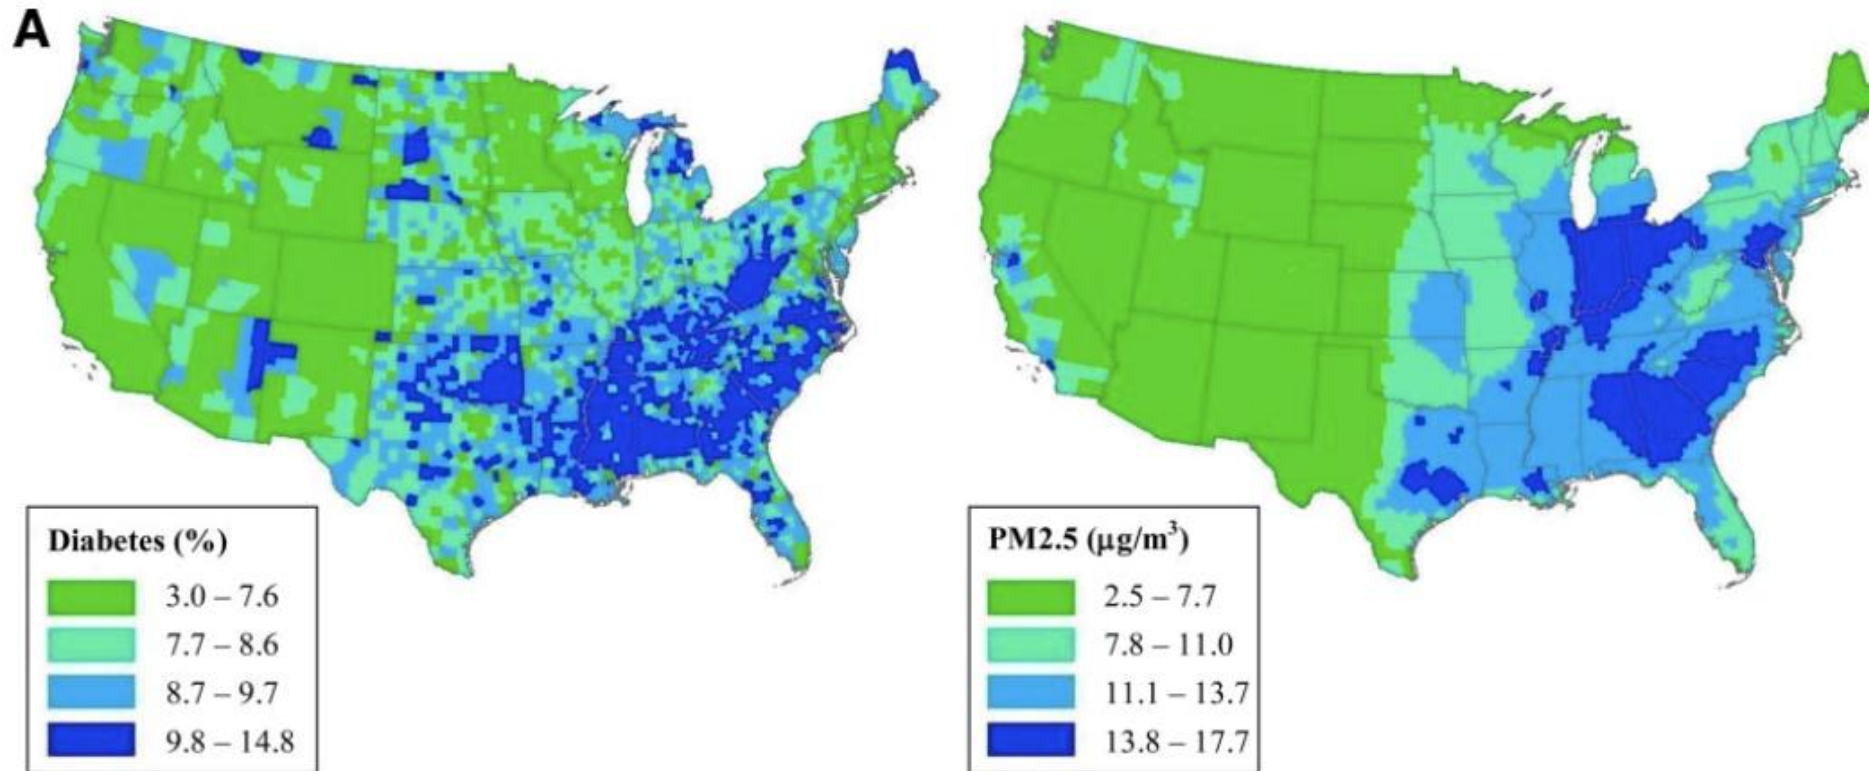 A
Diabetes (%)
3.0 – 7.6
7.7 – 8.6
8.7 – 9.7
9.8 – 14.8
PM2.5 (µg/m³)
2.5 – 7.7
7.8 – 11.0
11.1 – 13.7
13.8 – 17.7